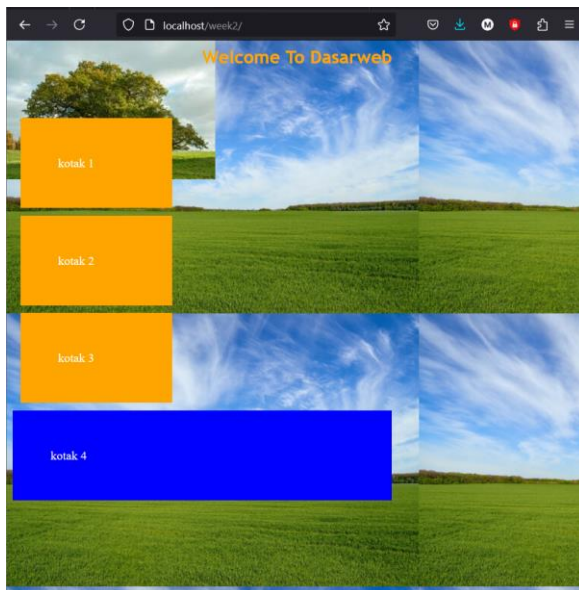 localhost/week2/
Welcome To Dasarweb
kotak 1
kotak 2
kotak 3
kotak 4